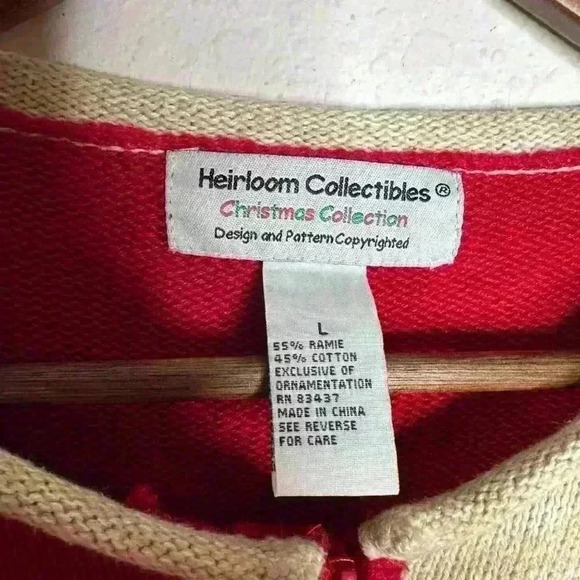 Heirloom Collectibles ®
Christmas Collection
Design and Pattern Copyrighted
L
55% RAMIE
45% COTTON
EXCLUSIVE OF
ORNAMENTATION
RN 83437
MADE IN CHINA
SEE REVERSE
FOR CARE